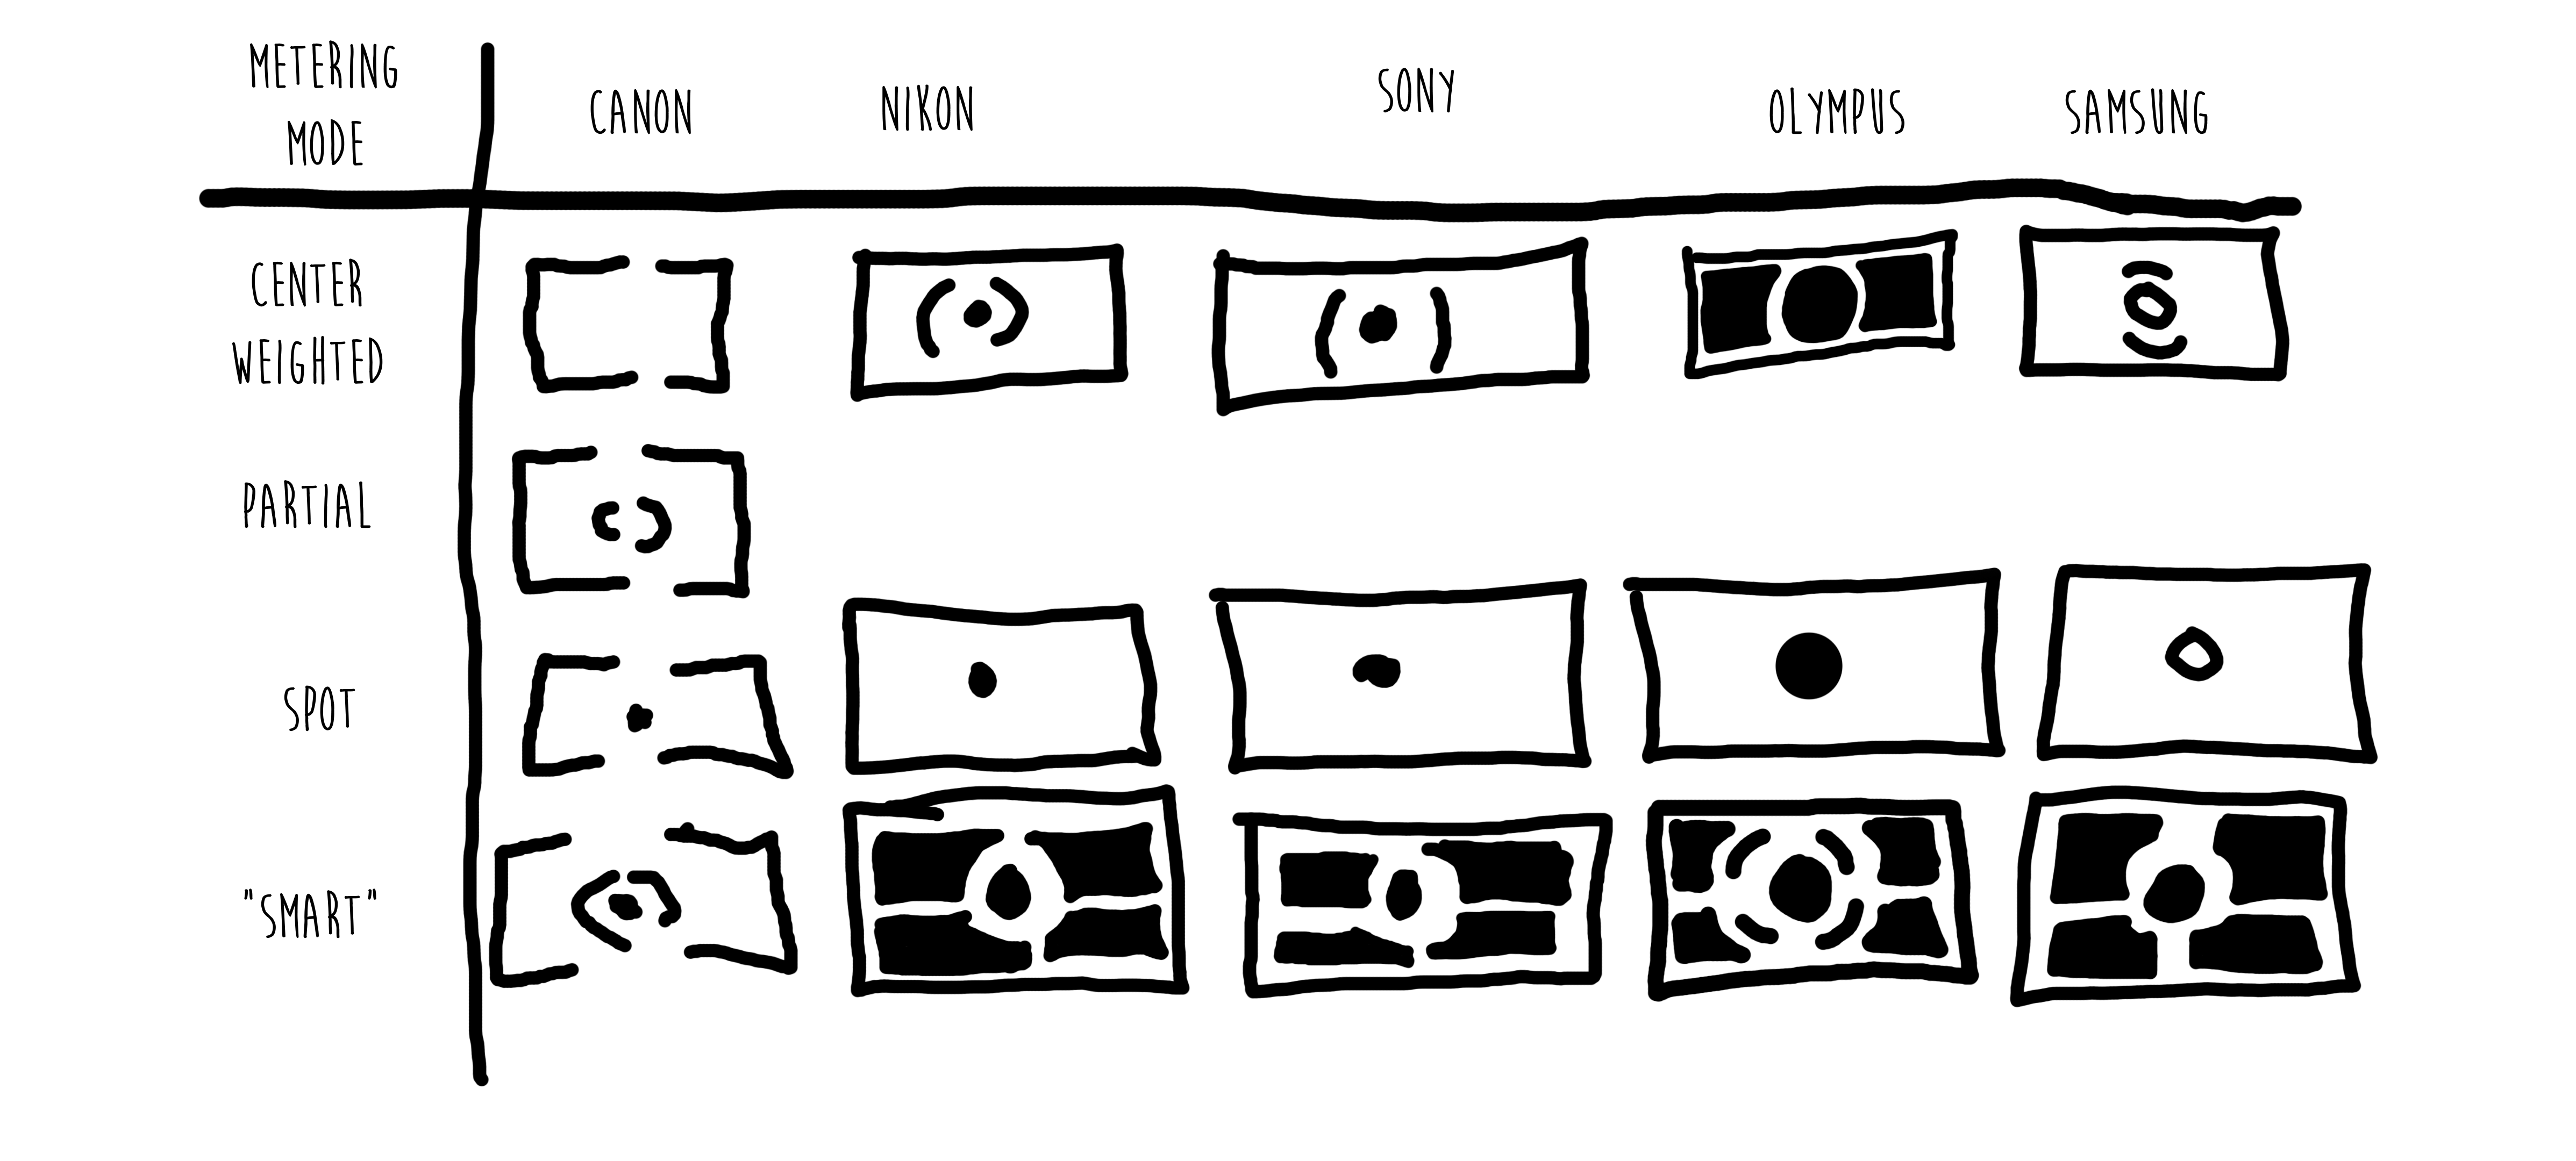 METERING
MODE
CANON
NIKON
SONY
OLYMPUS
SAMSUNG
CENTER
WEIGHTED
PARTIAL
SPOT
"SMART"